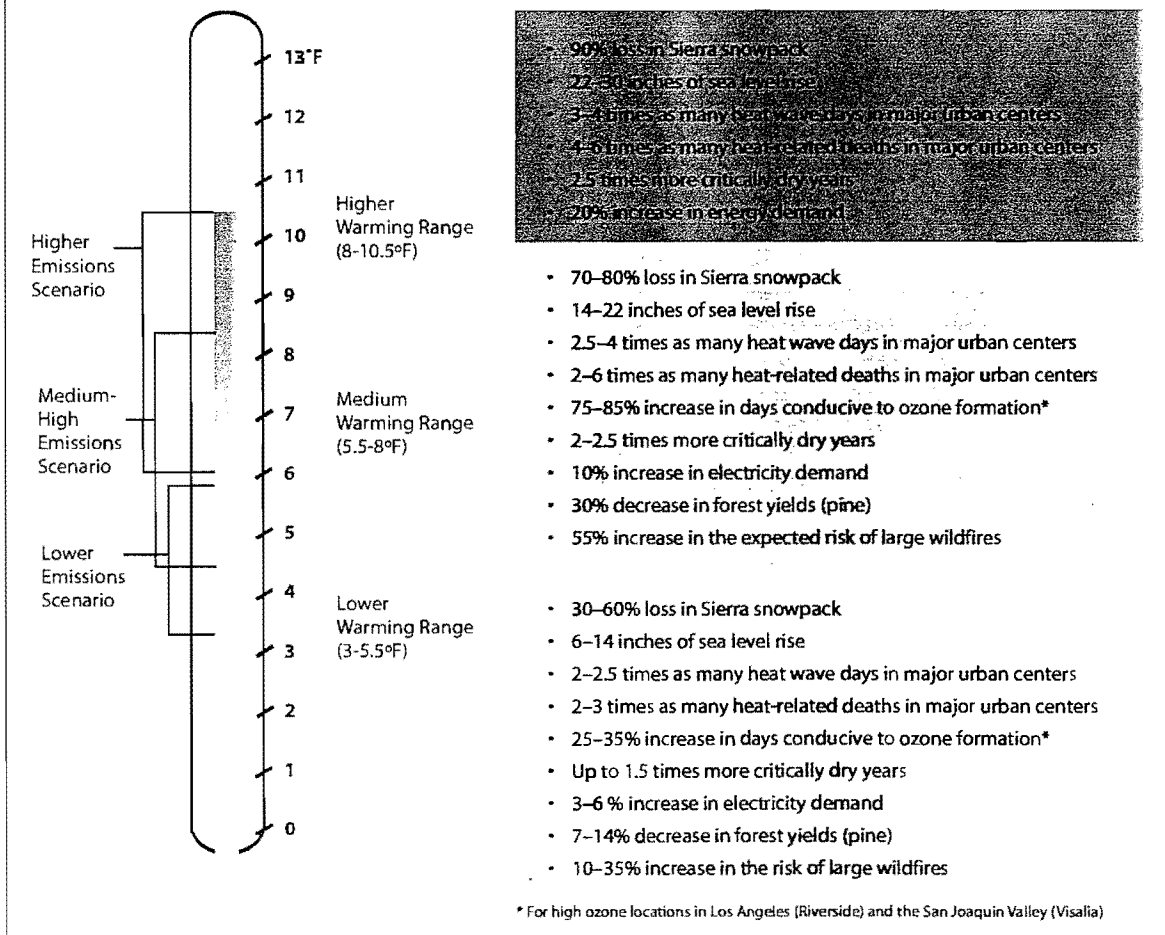 13°F
12
11
10
9
8
7
6
5
4
3
2
1
0
Higher
Emissions
Scenario
Medium-
High
Emissions
Scenario
Lower
Emissions
Scenario
Higher
Warming Range
(8-10.5ºF)
• 90% loss in Sierra snowpack
• 22–30 inches of sea level rise
• 3–4 times as many heat wave days in major urban centers
• 4–6 times as many heat-related deaths in major urban centers
• 2.5 times more critically dry years
• 20% increase in energy demand
Medium
Warming Range
(5.5-8ºF)
• 70–80% loss in Sierra snowpack
• 14–22 inches of sea level rise
• 2.5–4 times as many heat wave days in major urban centers
• 2–6 times as many heat-related deaths in major urban centers
• 75–85% increase in days conducive to ozone formation*
• 2–2.5 times more critically dry years
• 10% increase in electricity demand
• 30% decrease in forest yields (pine)
• 55% increase in the expected risk of large wildfires
Lower
Warming Range
(3-5.5ºF)
• 30–60% loss in Sierra snowpack
• 6–14 inches of sea level rise
• 2–2.5 times as many heat wave days in major urban centers
• 2–3 times as many heat-related deaths in major urban centers
• 25–35% increase in days conducive to ozone formation*
• Up to 1.5 times more critically dry years
• 3–6 % increase in electricity demand
• 7–14% decrease in forest yields (pine)
• 10–35% increase in the risk of large wildfires
* For high ozone locations in Los Angeles (Riverside) and the San Joaquin Valley (Visalia)